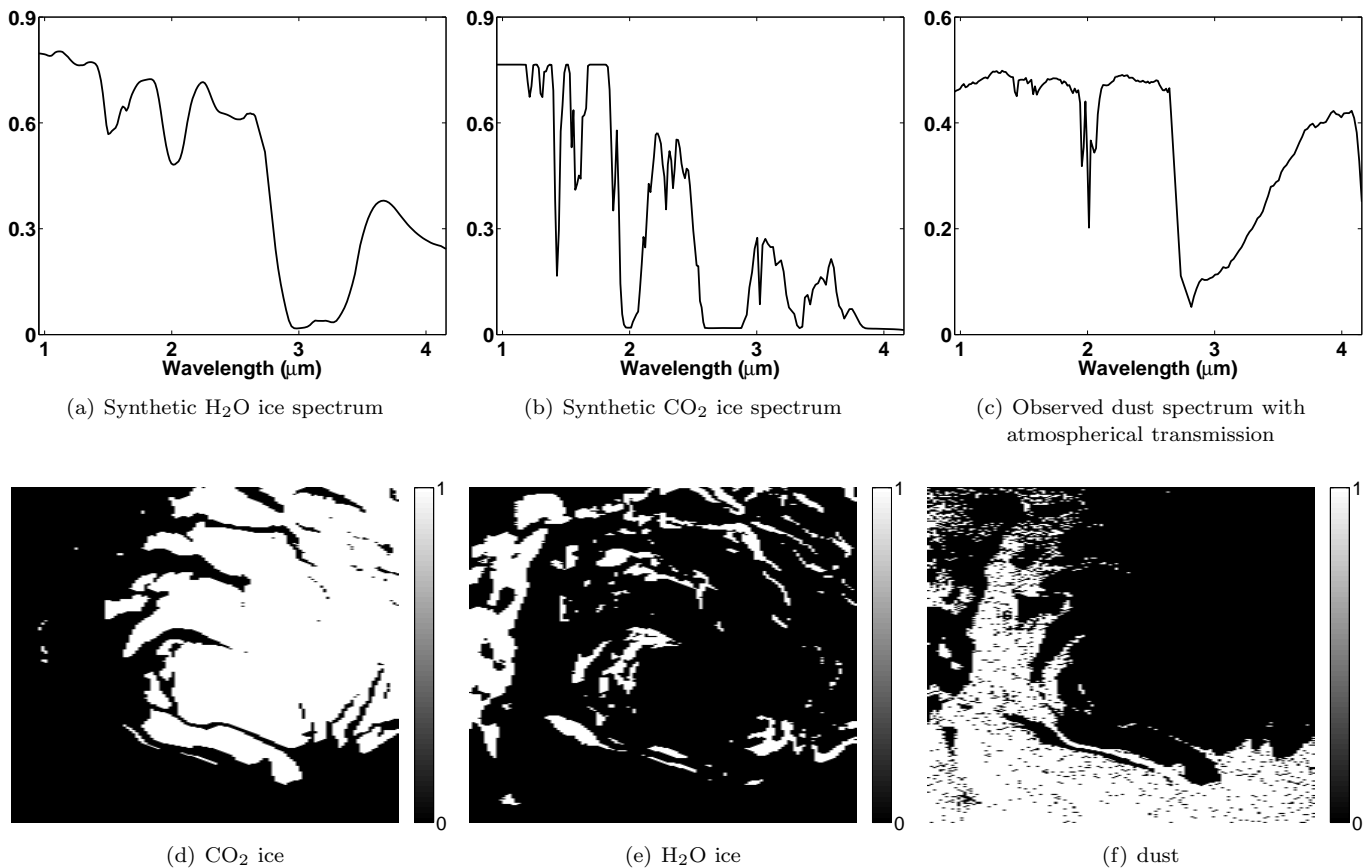 0.9
0.6
0.3
0
1 2 3 4
Wavelength (μm)
(a) Synthetic H₂O ice spectrum
0.9
0.6
0.3
0
1 2 3 4
Wavelength (μm)
(b) Synthetic CO₂ ice spectrum
0.6
0.4
0.2
0
1 2 3 4
Wavelength (μm)
(c) Observed dust spectrum with
atmospherical transmission
1
0
(d) CO₂ ice
1
0
(e) H₂O ice
1
0
(f) dust